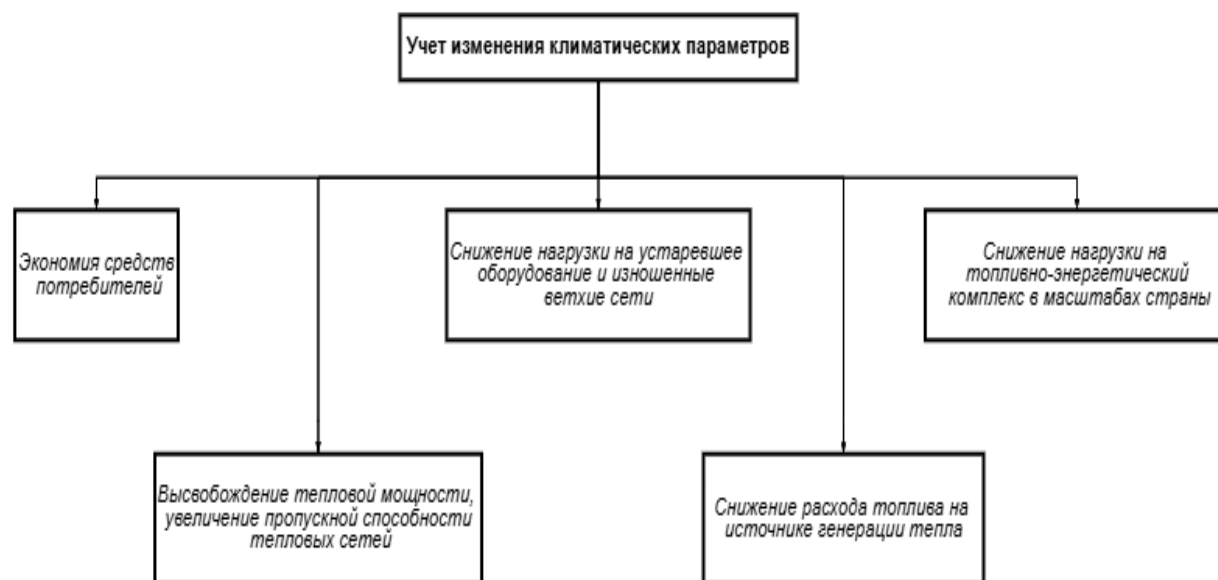 Учет изменения климатических параметров
Экономия средств
потребителей
Снижение нагрузки на устаревшее
оборудование и изношенные
ветхие сети
Снижение нагрузки на
топливно-энергетический
комплекс в масштабах страны
Высвобождение тепловой мощности,
увеличение пропускной способности
тепловых сетей
Снижение расхода топлива на
источнике генерации тепла